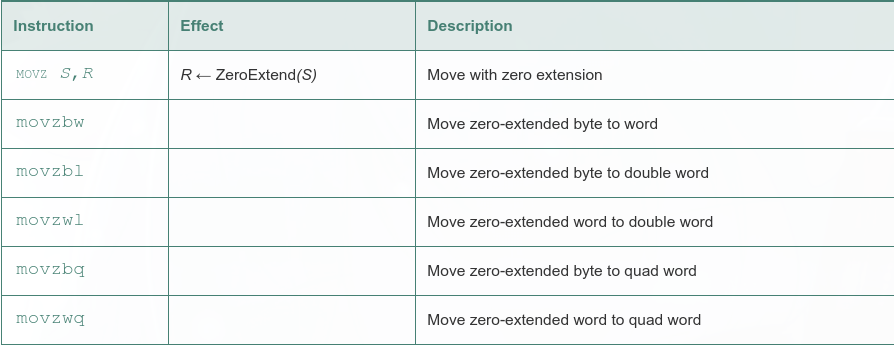 Instruction Effect Description
MOVZ S,R R ← ZeroExtend(S) Move with zero extension
movzbw Move zero-extended byte to word
movzbl Move zero-extended byte to double word
movzwl Move zero-extended word to double word
movzbq Move zero-extended byte to quad word
movzwq Move zero-extended word to quad word